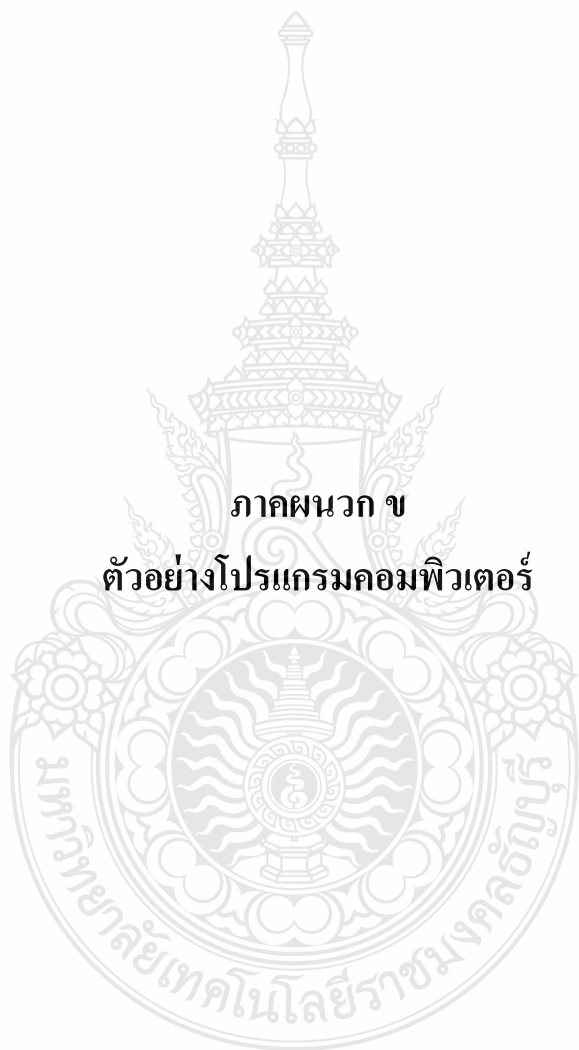 ภาคผนวก ข
ตัวอย่างโปรแกรมคอมพิวเตอร์
มหาวิทยาลัยเทคโนโลยีราชมงคลธัญบุรี